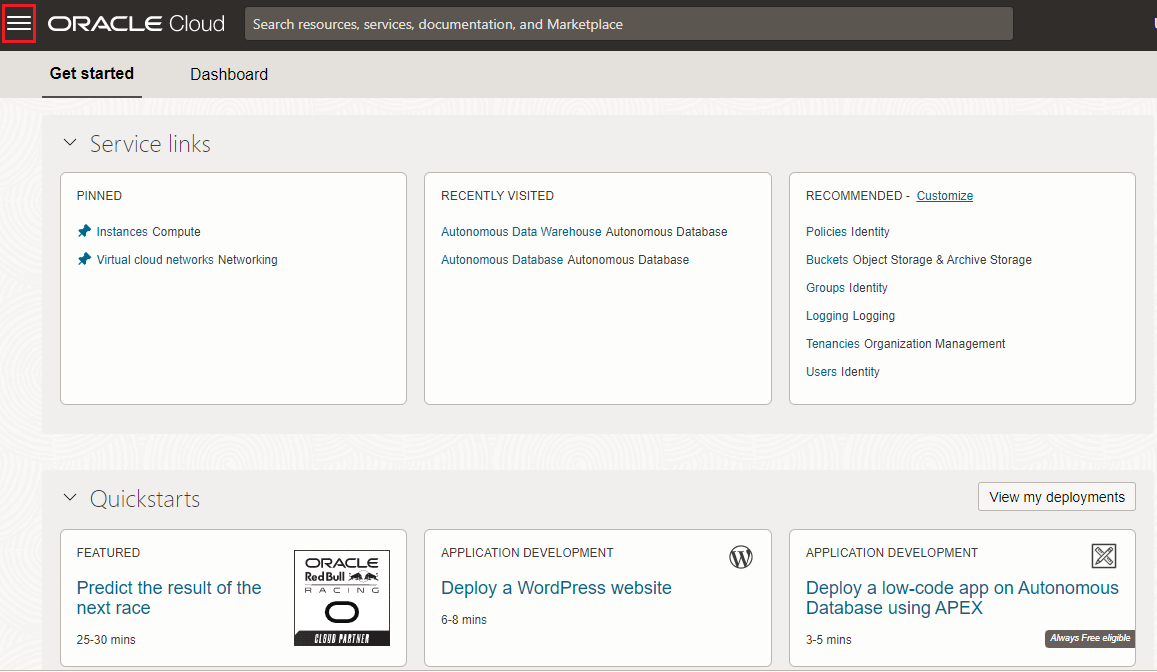 ORACLE Cloud
Search resources, services, documentation, and Marketplace
Get started
Dashboard
Service links
PINNED
Instances Compute
Virtual cloud networks Networking
RECENTLY VISITED
Autonomous Data Warehouse Autonomous Database
Autonomous Database Autonomous Database
RECOMMENDED - Customize
Policies Identity
Buckets Object Storage & Archive Storage
Groups Identity
Logging Logging
Tenancies Organization Management
Users Identity
Quickstarts
View my deployments
FEATURED
Predict the result of the
next race
25-30 mins
ORACLE
Red Bull
RACING
CLOUD PARTNER
APPLICATION DEVELOPMENT
Deploy a WordPress website
6-8 mins
APPLICATION DEVELOPMENT
Deploy a low-code app on Autonomous
Database using APEX
3-5 mins
Always Free eligible